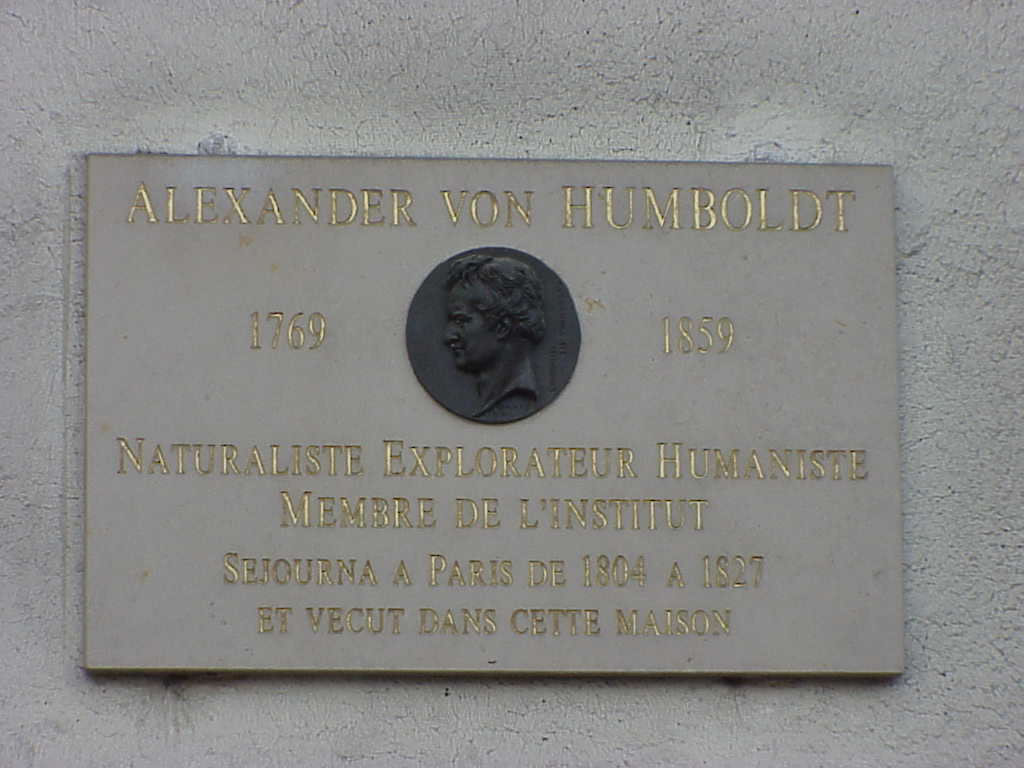 ALEXANDER VON HUMBOLDT
1769 1859
NATURALISTE EXPLORATEUR HUMANISTE
MEMBRE DE L'INSTITUT
SEJOURNA A PARIS DE 1804 A 1827
ET VECUT DANS CETTE MAISON